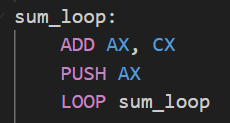 sum_loop:
ADD AX, CX
PUSH AX
LOOP sum_loop